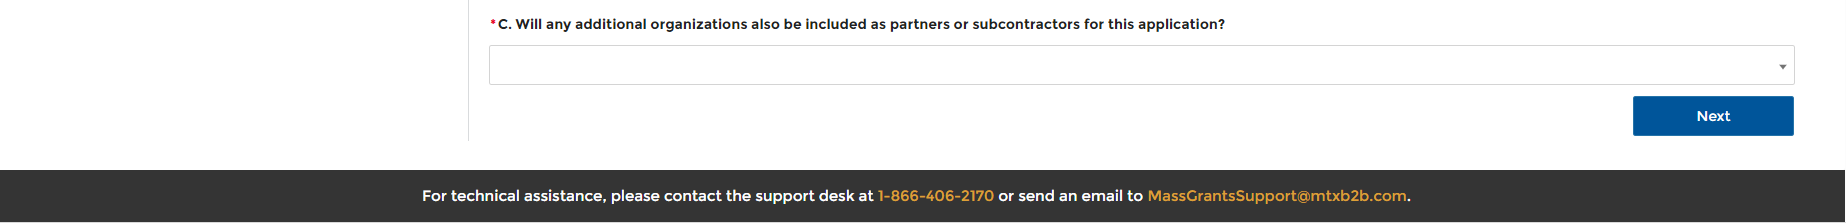 *C. Will any additional organizations also be included as partners or subcontractors for this application?
Next
For technical assistance, please contact the support desk at 1-866-406-2170 or send an email to MassGrantsSupport@mtxb2b.com.